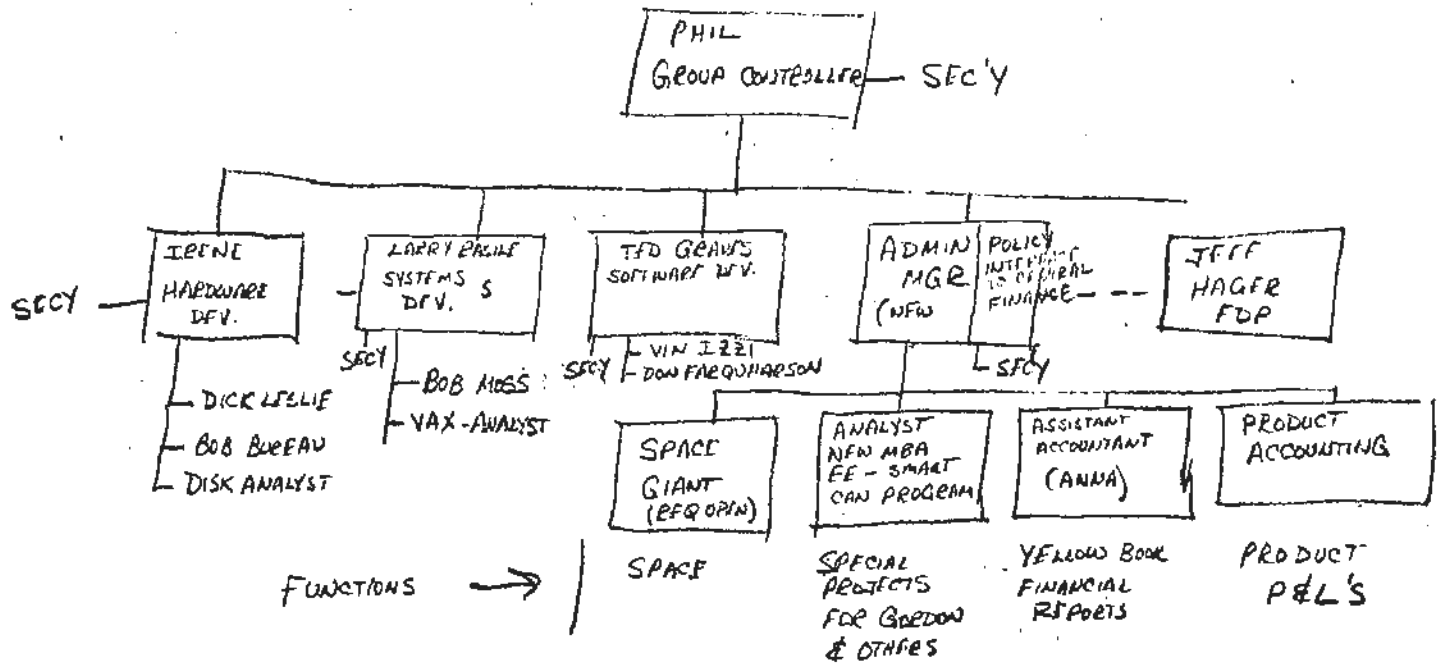 PHIL
GROUP CONTROLLER
SEC'Y
IRENE
HARDWARE
DEV.
SECY
DICK LESLIE
BOB BUREAU
DISK ANALYST
LARRY
SYSTEMS S
DEV.
SECY
BOB MOSS
VAX-ANALYST
TED GRAVES
SOFTWARE DEV.
SECY
VIN IZZI
DON FARQUHARSON
ADMIN
MGR
(NEW
POLICY
INTERFACE
TO CENTRAL
FINANCE
SECY
JEFF
HAGER
FDP
SPACE
GIANT
(REQ OPEN)
ANALYST
NEW MBA
EE - SMART
CAN PROGRAM
ASSISTANT
ACCOUNTANT
(ANNA)
PRODUCT
ACCOUNTING
FUNCTIONS →
SPACE
SPECIAL
PROJECTS
FOR GORDON
& OTHERS
YELLOW BOOK
FINANCIAL
REPORTS
PRODUCT
P&L'S